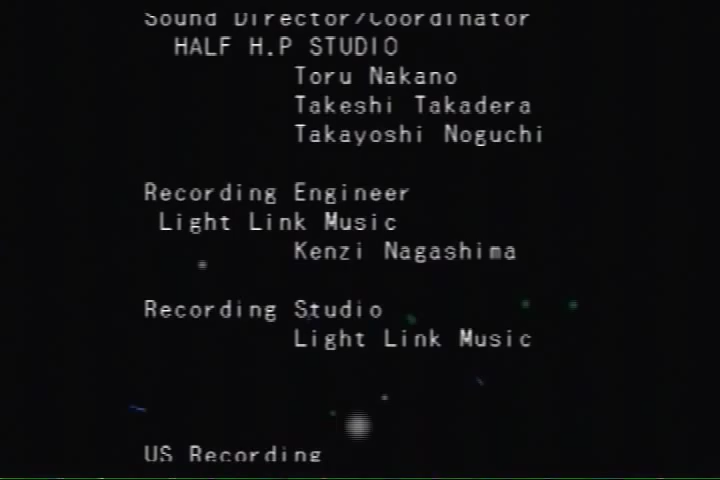 Sound Director/Coordinator
HALF H.P STUDIO
Toru Nakano
Takeshi Takadera
Takayoshi Noguchi
Recording Engineer
Light Link Music
Kenzi Nagashima
Recording Studio
Light Link Music
US Recording